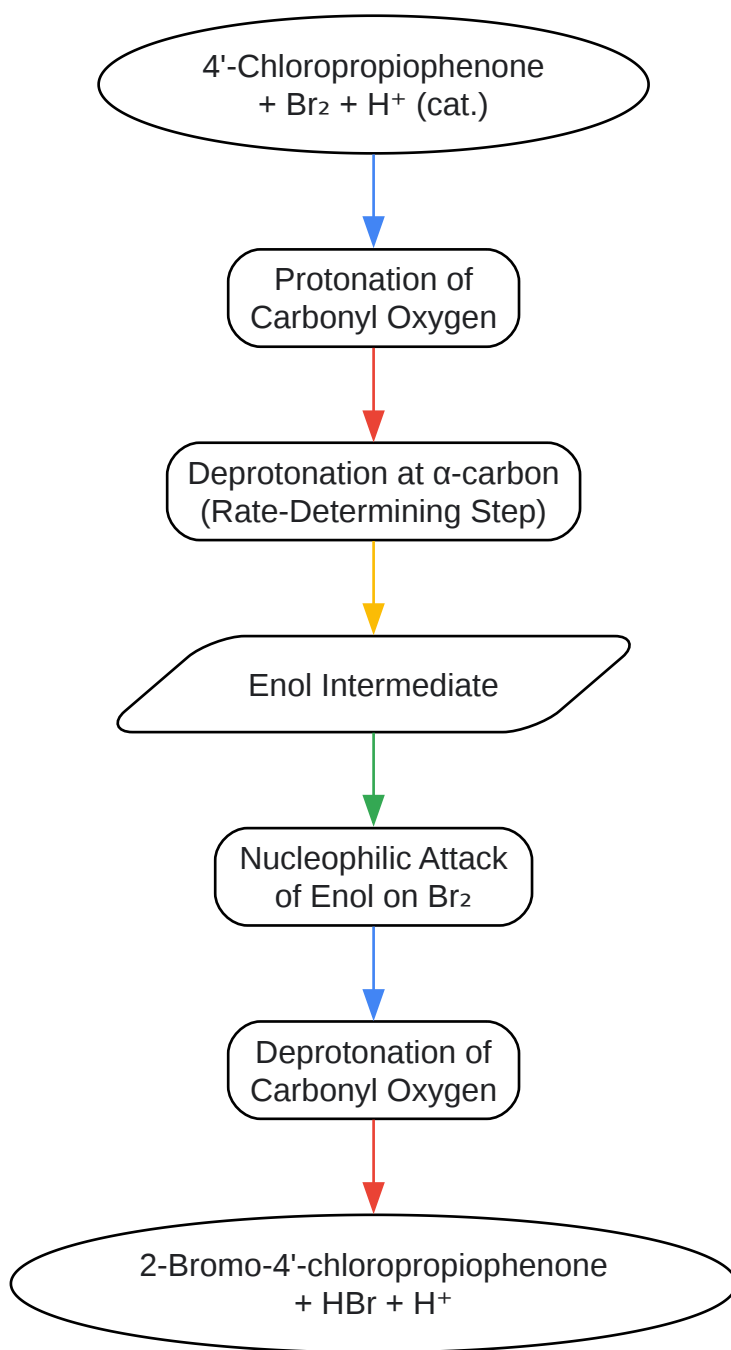 4'-Chloropropiophenone
+ Br₂ + H⁺ (cat.)
Protonation of
Carbonyl Oxygen
Deprotonation at α-carbon
(Rate-Determining Step)
Enol Intermediate
Nucleophilic Attack
of Enol on Br₂
Deprotonation of
Carbonyl Oxygen
2-Bromo-4'-chloropropiophenone
+ HBr + H⁺